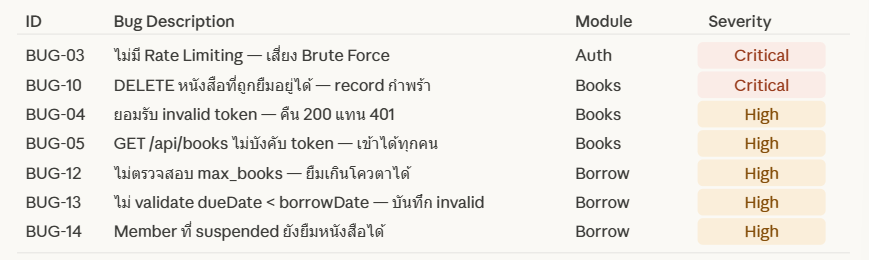 ID Bug Description Module Severity
BUG-03 ไม่มี Rate Limiting — เสี่ยง Brute Force Auth Critical
BUG-10 DELETE หนังสือที่ถูกยืมอยู่ได้ — record กำพร้า Books Critical
BUG-04 ยอมรับ invalid token — คืน 200 แทน 401 Books High
BUG-05 GET /api/books ไม่บังคับ token — เข้าได้ทุกคน Books High
BUG-12 ไม่ตรวจสอบ max_books — ยืมเกินโควตาได้ Borrow High
BUG-13 ไม่ validate dueDate < borrowDate — บันทึก invalid Borrow High
BUG-14 Member ที่ suspended ยังยืมหนังสือได้ Borrow High